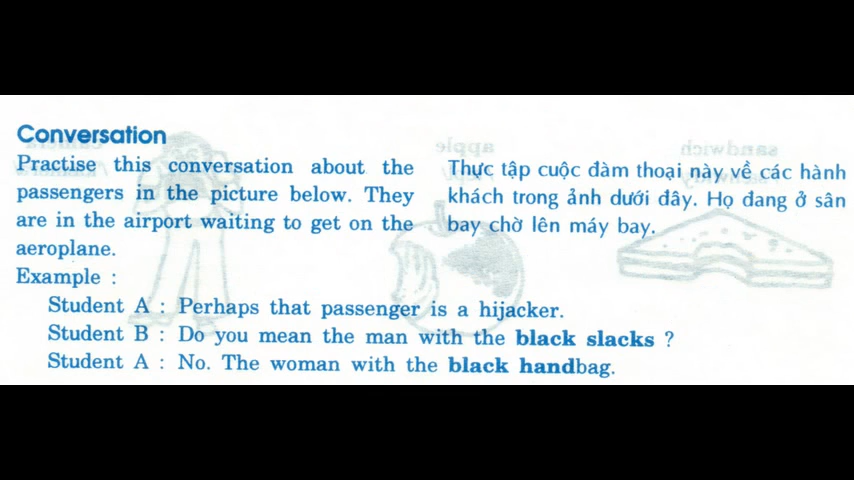 Conversation
Practise this conversation about the
passengers in the picture below. They
are in the airport waiting to get on the
aeroplane.
Thực tập cuộc đàm thoại này về các hành
khách trong ảnh dưới đây. Họ đang ở sân
bay chờ lên máy bay.
Example :
Student A : Perhaps that passenger is a hijacker.
Student B : Do you mean the man with the black slacks ?
Student A : No. The woman with the black handbag.
apple
sandwich